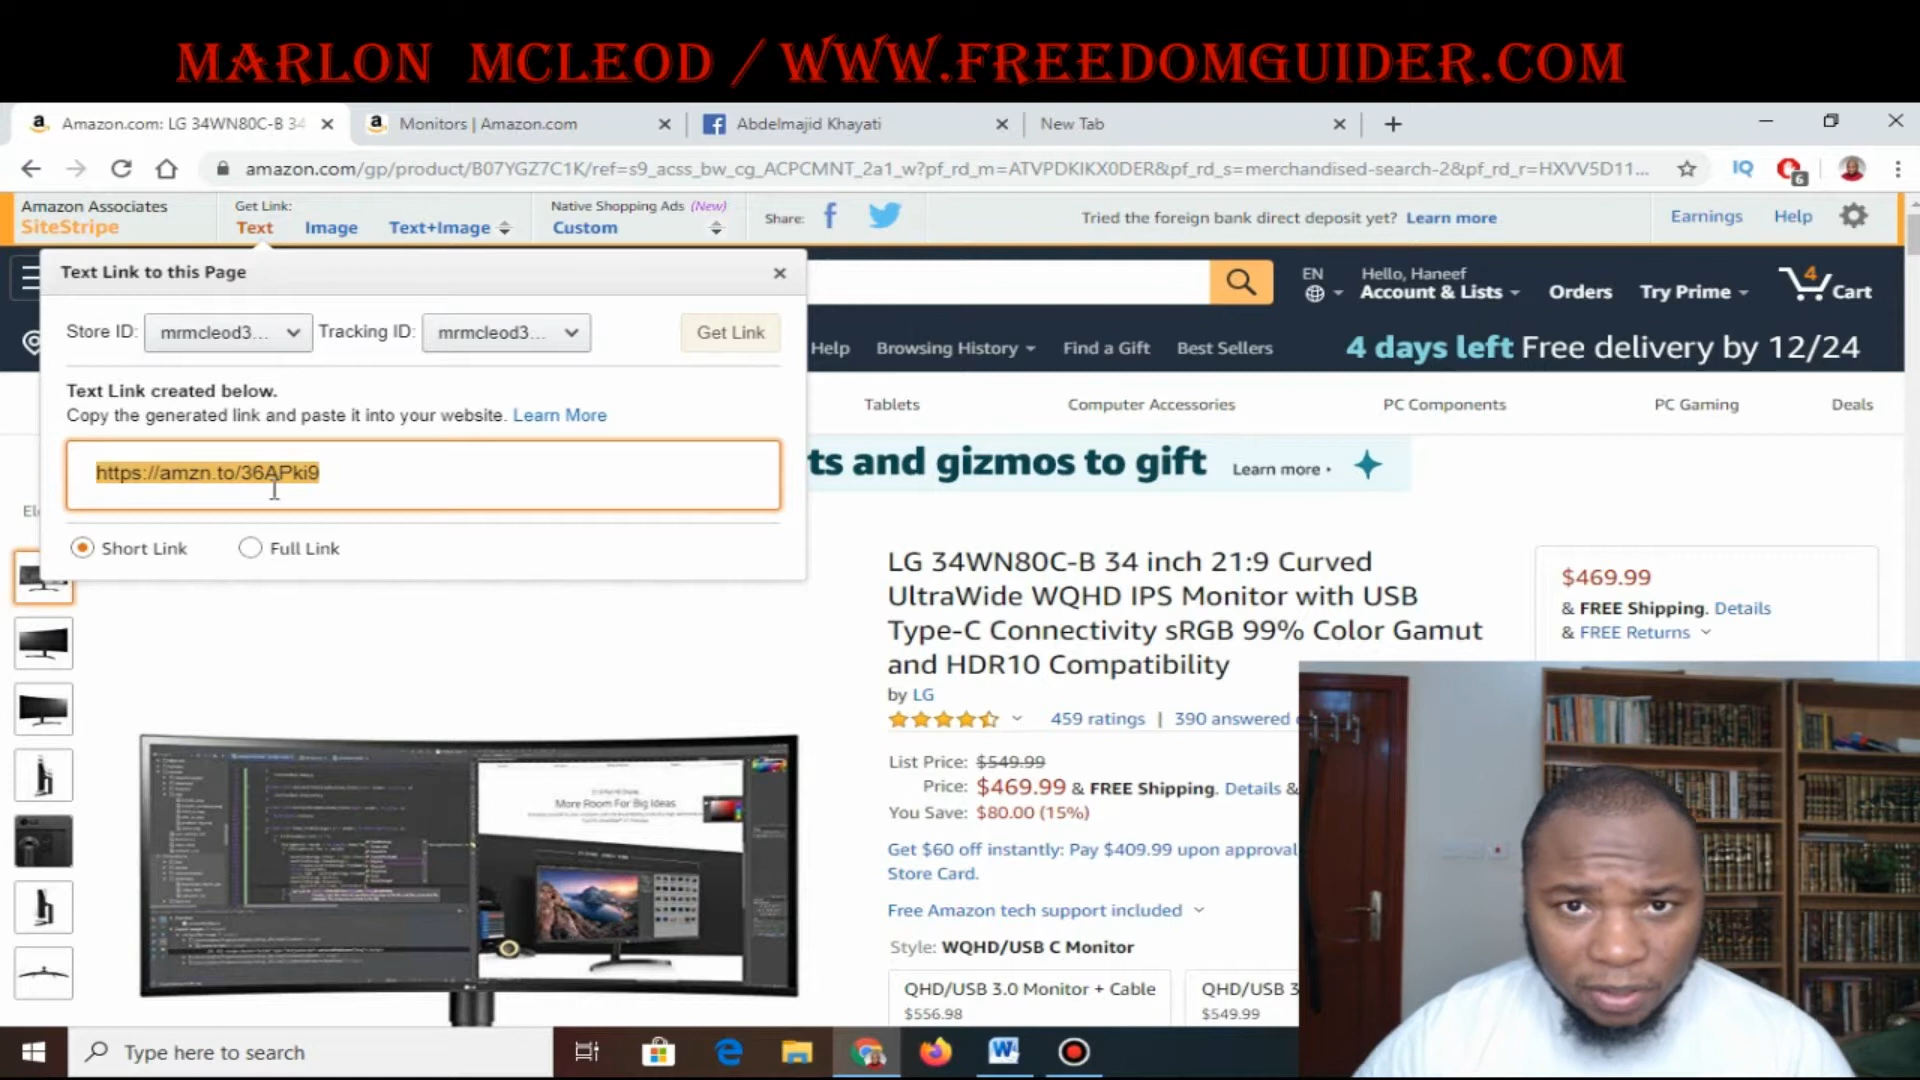 MARLON MCLEOD / WWW.FREEDOMGUIDER.COM
Amazon.com: LG 34WN80C-B 34
Monitors | Amazon.com
Abdelmajid Khayati
New Tab
amazon.com/gp/product/B07YGZ7C1K/ref=s9_acss_bw_cg_ACPCMNT_2a1_w?pf_rd_m=ATVPDKIKX0DER&pf_rd_s=merchandised-search-2&pf_rd_r=HXVV5D11...
IQ
6
Amazon Associates
SiteStripe
Get Link:
Text Image Text+Image
Native Shopping Ads (New)
Custom
Share:
Tried the foreign bank direct deposit yet? Learn more
Earnings Help
Text Link to this Page
Store ID: mrmcleod3... Tracking ID: mrmcleod3... Get Link
Text Link created below.
Copy the generated link and paste it into your website. Learn More
https://amzn.to/36APki9
Short Link Full Link
EN
Hello, Haneef
Account & Lists
Orders
Try Prime
4
Cart
Help Browsing History Find a Gift Best Sellers
4 days left Free delivery by 12/24
Tablets Computer Accessories PC Components PC Gaming Deals
ts and gizmos to gift Learn more
LG 34WN80C-B 34 inch 21:9 Curved
UltraWide WQHD IPS Monitor with USB
Type-C Connectivity sRGB 99% Color Gamut
and HDR10 Compatibility
by LG
459 ratings | 390 answered
List Price: $549.99
Price: $469.99 & FREE Shipping. Details &
You Save: $80.00 (15%)
Get $60 off instantly: Pay $409.99 upon approval
Store Card.
Free Amazon tech support included
Style: WQHD/USB C Monitor
QHD/USB 3.0 Monitor + Cable
$556.98
QHD/USB 3
$549.99
$469.99
& FREE Shipping. Details
& FREE Returns
More Room For Big Ideas
Type here to search